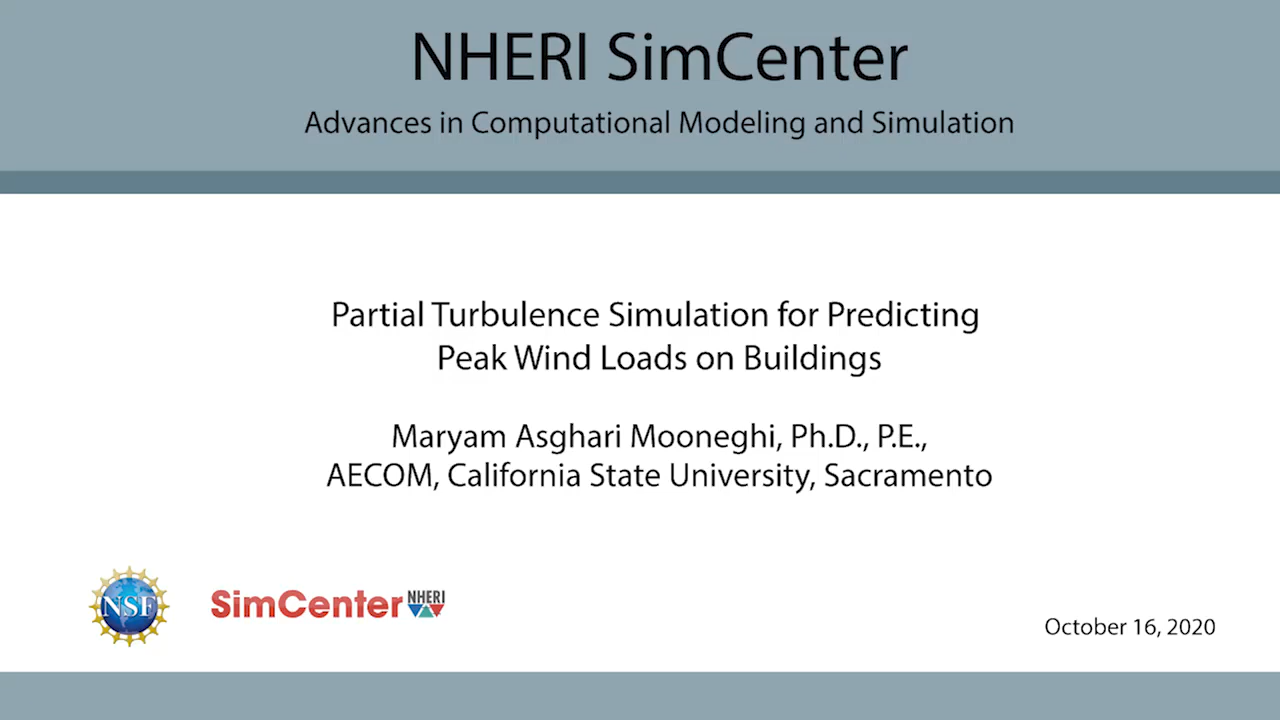 NHERI SimCenter
Advances in Computational Modeling and Simulation
Partial Turbulence Simulation for Predicting
Peak Wind Loads on Buildings
Maryam Asghari Mooneghi, Ph.D., P.E.,
AECOM, California State University, Sacramento
NSF
SimCenter NHERI
October 16, 2020